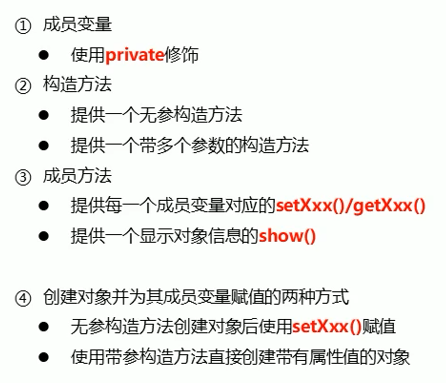 ① 成员变量
● 使用private修饰
② 构造方法
● 提供一个无参构造方法
● 提供一个带多个参数的构造方法
③ 成员方法
● 提供每一个成员变量对应的setXxx()/getXxx()
● 提供一个显示对象信息的show()
④ 创建对象并为其成员变量赋值的两种方式
● 无参构造方法创建对象后使用setXxx()赋值
● 使用带参构造方法直接创建带有属性值的对象